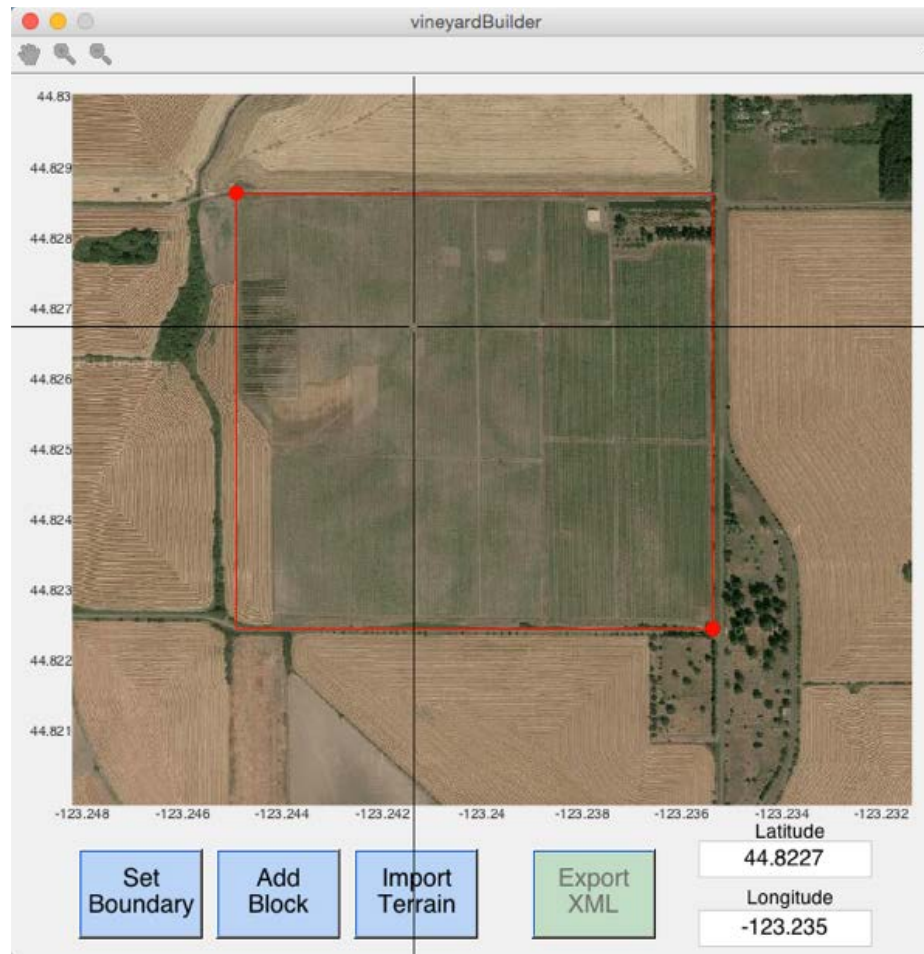 vineyardBuilder
44.83
44.829
44.828
44.827
44.826
44.825
44.824
44.823
44.822
44.821
-123.248
-123.246
-123.244
-123.242
-123.24
-123.238
-123.236
-123.234
-123.232
Set
Boundary
Add
Block
Import
Terrain
Export
XML
Latitude
44.8227
Longitude
-123.235